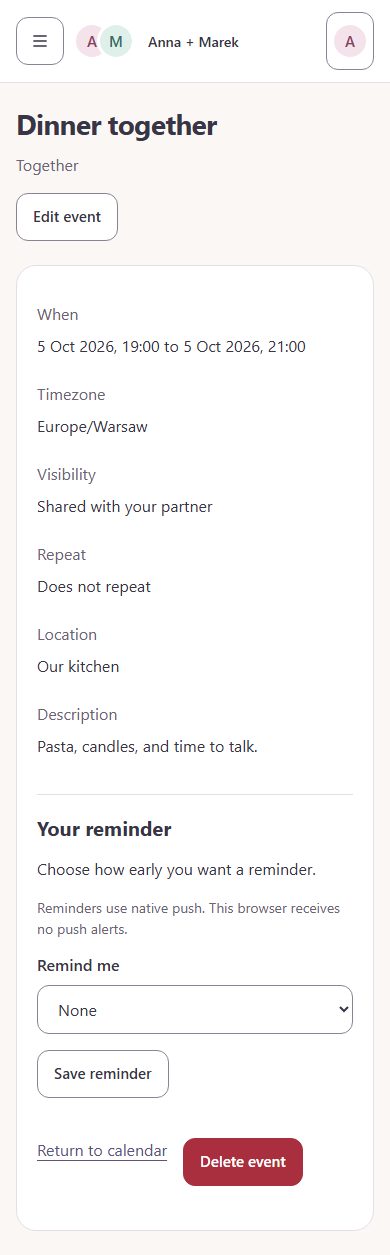 A M Anna + Marek A
Dinner together
Together
Edit event
When
5 Oct 2026, 19:00 to 5 Oct 2026, 21:00
Timezone
Europe/Warsaw
Visibility
Shared with your partner
Repeat
Does not repeat
Location
Our kitchen
Description
Pasta, candles, and time to talk.
Your reminder
Choose how early you want a reminder.
Reminders use native push. This browser receives
no push alerts.
Remind me
None
Save reminder
Return to calendar Delete event